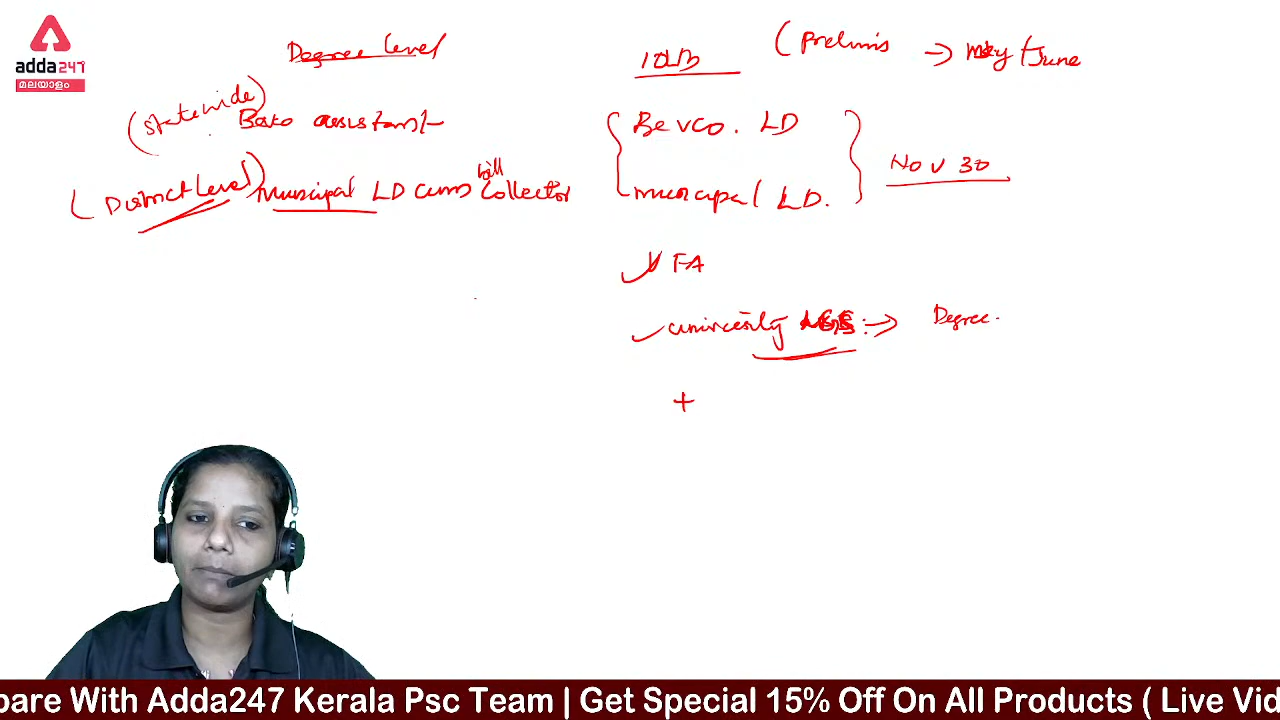 adda247
മലയാളം
Degree Level
(statewide)
assistant
(District Level) Municipal LD cum bill Collector
10th (prelims → May/June
Bevco. LD
municipal LD.
Nov 30
✓ FA
✓ university LGS: → Degree.
+
pare With Adda247 Kerala Psc Team | Get Special 15% Off On All Products ( Live Vid